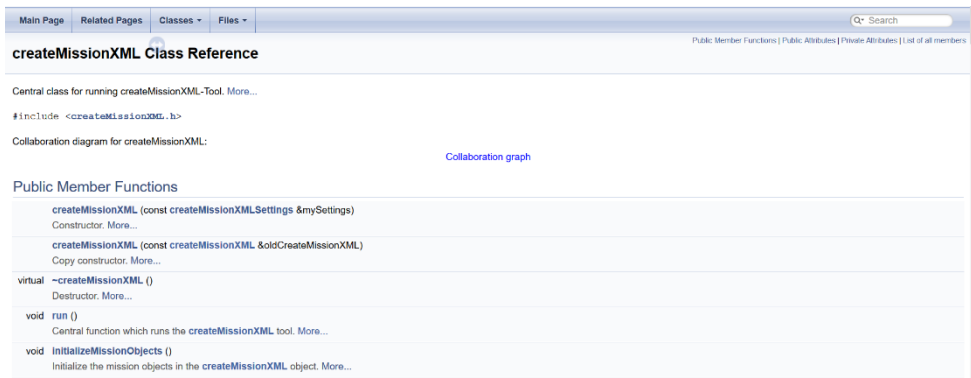 Main Page Related Pages Classes Files Search
Public Member Functions | Public Attributes | Private Attributes | List of all members
createMissionXML Class Reference
Central class for running createMissionXML-Tool. More...
#include <createMissionXML.h>
Collaboration diagram for createMissionXML:
Collaboration graph
Public Member Functions
createMissionXML (const createMissionXMLSettings &mySettings)
Constructor. More...
createMissionXML (const createMissionXML &oldCreateMissionXML)
Copy constructor. More...
virtual ~createMissionXML ()
Destructor. More...
void run ()
Central function which runs the createMissionXML tool. More...
void initializeMissionObjects ()
Initialize the mission objects in the createMissionXML object. More...